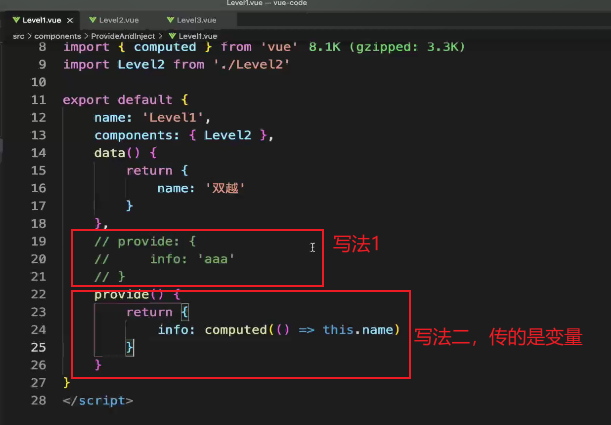 Level1.vue — vue-code
Level1.vue × Level2.vue Level3.vue
src > components > ProvideAndInject > Level1.vue
8 import { computed } from 'vue' 8.1K (gzipped: 3.3K)
9 import Level2 from './Level2'
10
11 export default {
12 name: 'Level1',
13 components: { Level2 },
14 data() {
15 return {
16 name: '双越'
17 }
18 },
19 // provide: {
写法1
20 // info: 'aaa'
21 // }
22 provide() {
23 return {
24 info: computed(() => this.name)
写法二，传的是变量
25 }
26 }
27 }
28 </script>